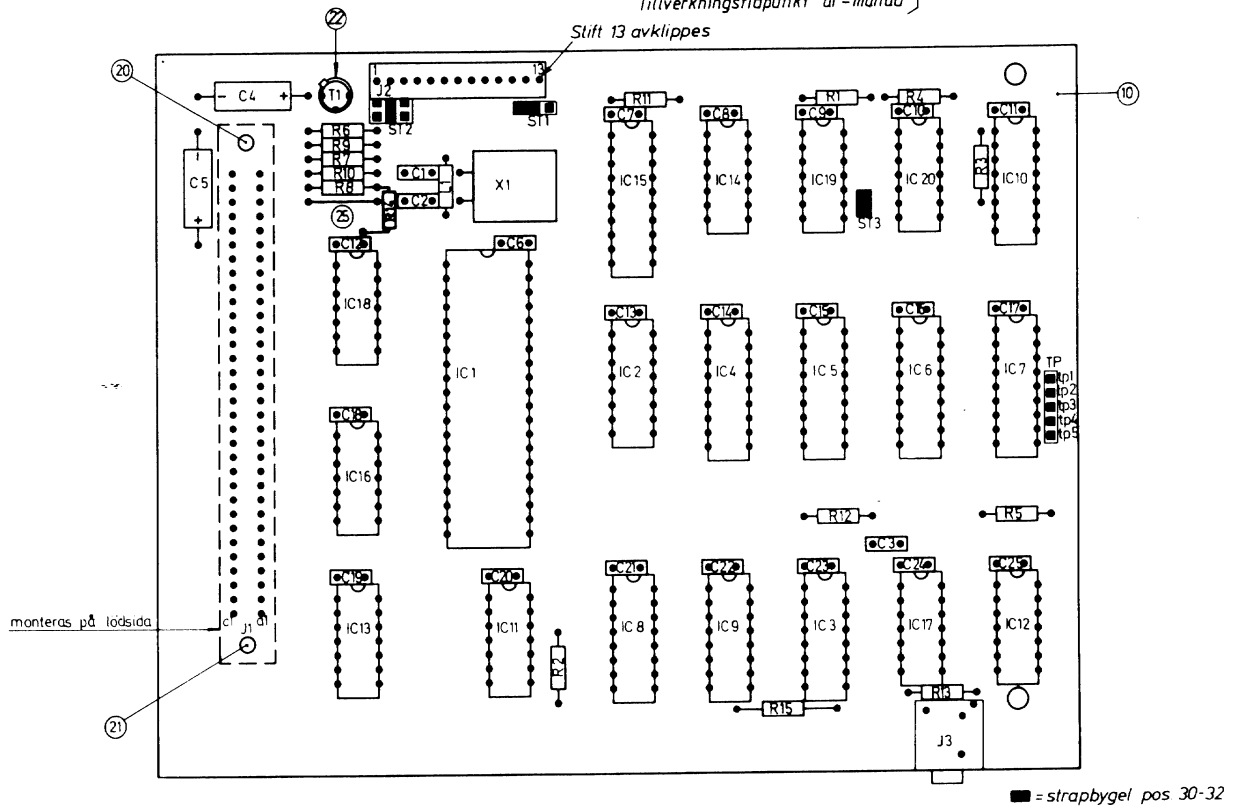 Tillverkningstidpunkt år-månad
22
Stift 13 avklippes
20
C4
T1
1 13
J2
ST2
ST1
R11
R1
R4
10
C7
C8
C9
C10
C11
R6
R9
R7
R10
R8
C5
C1
C2
X1
IC15
IC14
IC19
IC20
R3
IC10
25
R14
ST3
C12
C6
IC18
C13
C14
C15
C16
C17
IC1
IC2
IC4
IC5
IC6
IC7
TP
tp1
tp2
tp3
tp4
tp5
C18
IC16
R12
R5
C3
C19
C20
C21
C22
C23
C24
C25
monteras på lödsida
c1 J1 a1
IC13
IC11
IC8
IC9
IC3
IC17
IC12
R2
R13
R15
21
J3
= strapbygel pos 30-32